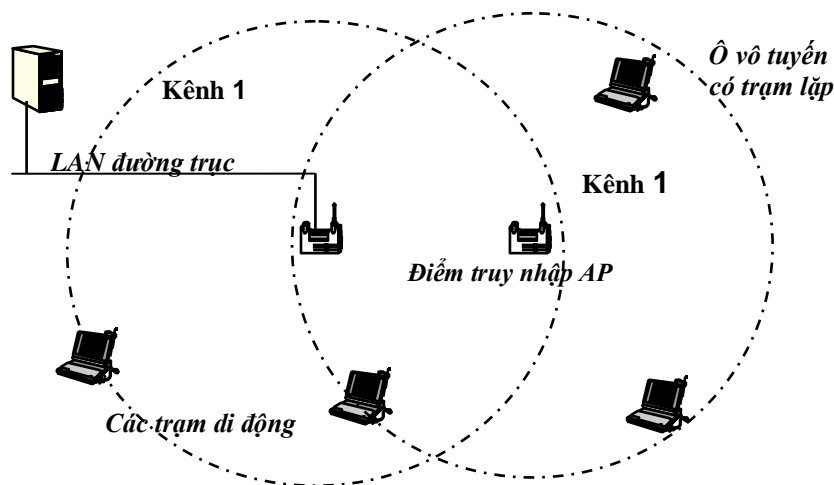 Ô vô tuyến
có trạm lặp
Kênh 1
LAN đường trục
Kênh 1
Điểm truy nhập AP
Các trạm di động